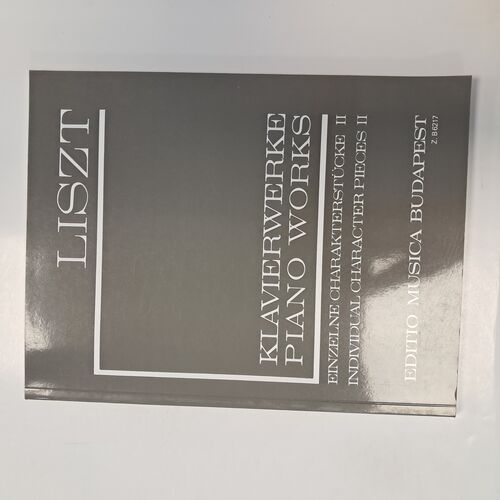 LISZT
KLAVIERWERKE
PIANO WORKS
EINZELNE CHARAKTERSTÜCKE II
INDIVIDUAL CHARACTER PIECES II
EDITIO MUSICA BUDAPEST
Z. 8 6217